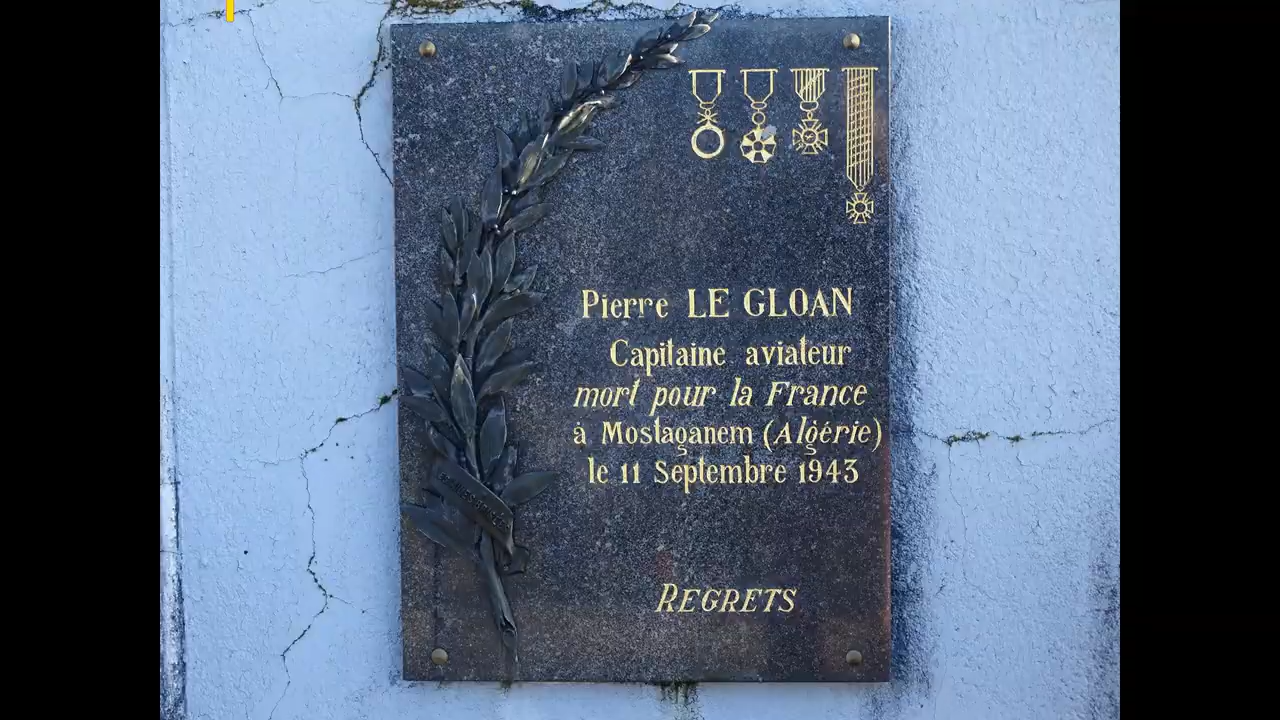 Pierre LE GLOAN
Capitaine aviateur
mort pour la France
à Mostaganem (Algérie)
le 11 Septembre 1943
REGRETS